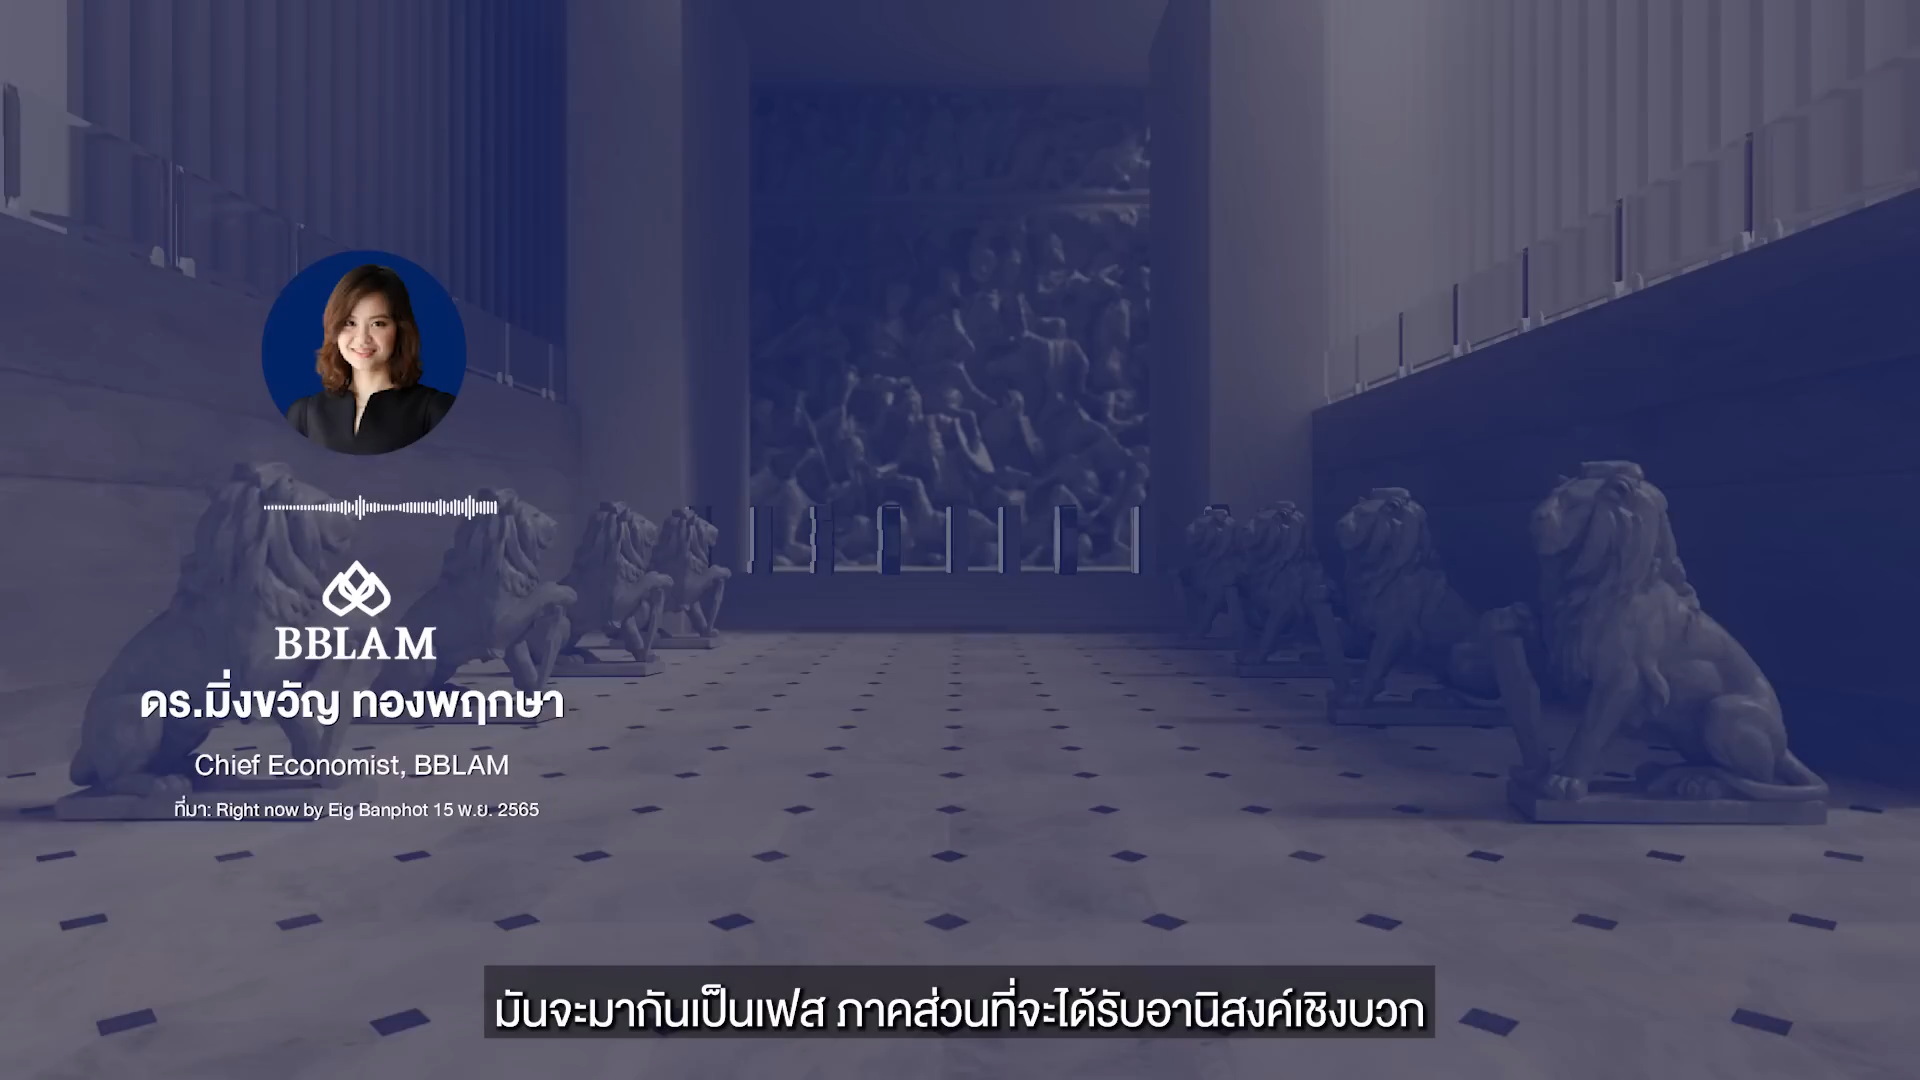 BBLAM
ดร.มิ่งขวัญ ทองพฤกษา
Chief Economist, BBLAM
ที่มา: Right now by Eig Banphot 15 พ.ย. 2565
มันจะมากันเป็นเฟส ภาคส่วนที่จะได้รับอานิสงค์เชิงบวก